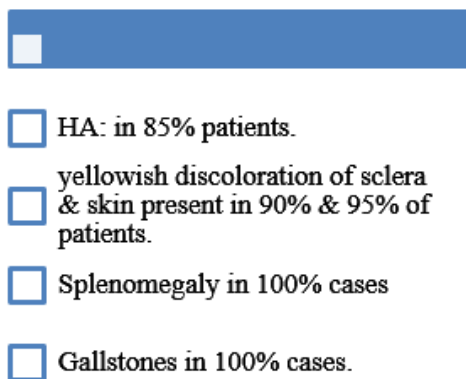 HA: in 85% patients.
yellowish discoloration of sclera
& skin present in 90% & 95% of
patients.
Splenomegaly in 100% cases
Gallstones in 100% cases.